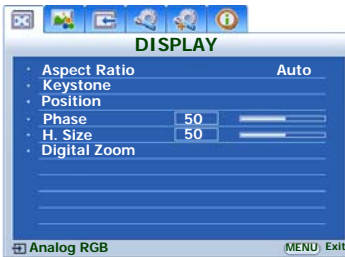 DISPLAY
Aspect Ratio Auto
Keystone
Position
Phase 50
H. Size 50
Digital Zoom
Analog RGB MENU Exit